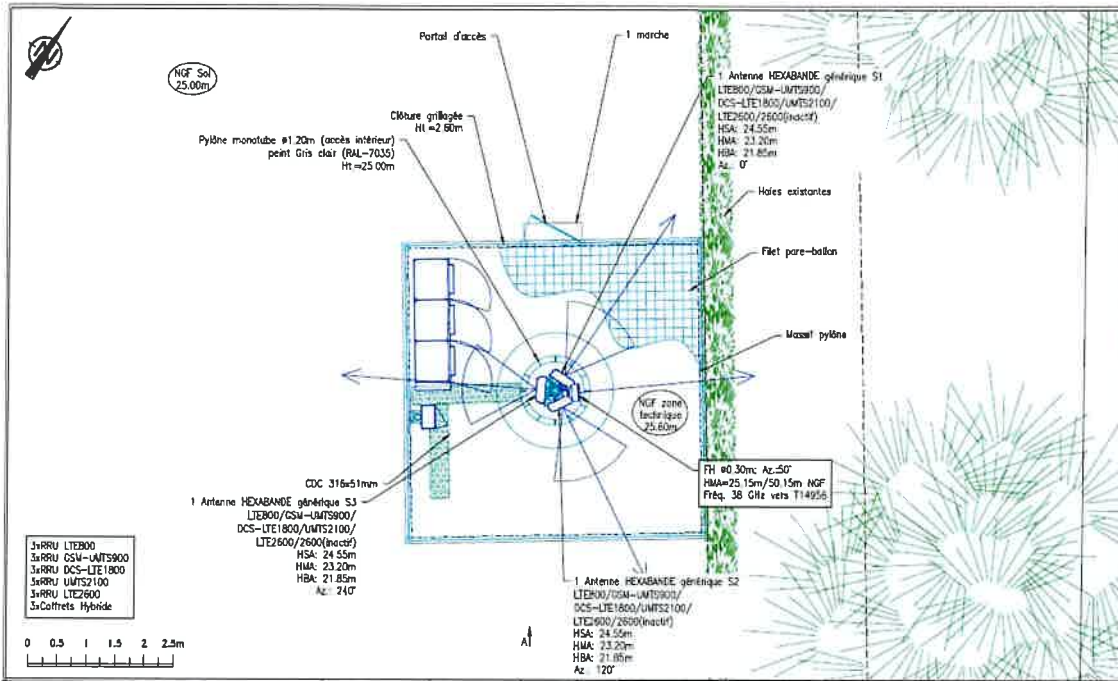 N
NGF Sol
25.00m
Portail d'accès
1 marche
1 Antenne HEXABANDE générique S1
LTE800/GSM-UMTS900/
DCS-LTE1800/UMTS2100/
LTE2600/2600(inactif)
HSA: 24.55m
HMA: 23.20m
HBA: 21.85m
Az.: 0°
Clôture grillagée
Ht =2.60m
Pylône monotube ø1.20m (accès intérieur)
peint Gris clair (RAL-7035)
Ht =25.00m
Haies existantes
Filet pare-ballon
Massif pylône
NGF zone
technique
25.60m
FH ø0.30m: Az.:50°
HMA=25.15m/50.15m NGF
Fréq. 38 GHz vers T14956
CDC 316x51mm
1 Antenne HEXABANDE générique S3
LTE800/GSM-UMTS900/
DCS-LTE1800/UMTS2100/
LTE2600/2600(inactif)
HSA: 24.55m
HMA: 23.20m
HBA: 21.85m
Az.: 240°
1 Antenne HEXABANDE générique S2
LTE800/GSM-UMTS900/
DCS-LTE1800/UMTS2100/
LTE2600/2600(inactif)
HSA: 24.55m
HMA: 23.20m
HBA: 21.85m
Az.: 120°
3xRRU LTE800
3xRRU GSM-UMTS900
3xRRU DCS-LTE1800
3xRRU UMTS2100
3xRRU LTE2600
3xCoffrets Hybride
0 0.5 1 1.5 2 2.5m
A